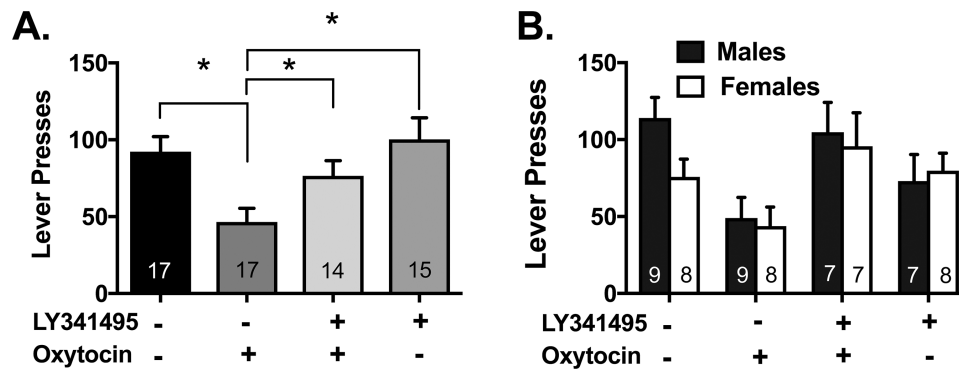 A.
*
*
*
150
100
50
0
Lever Presses
17
17
14
15
LY341495 - - + +
Oxytocin - + + -
B.
Males
Females
150
100
50
0
Lever Presses
9 8 9 8 7 7 7 8
LY341495 - - + +
Oxytocin - + + -